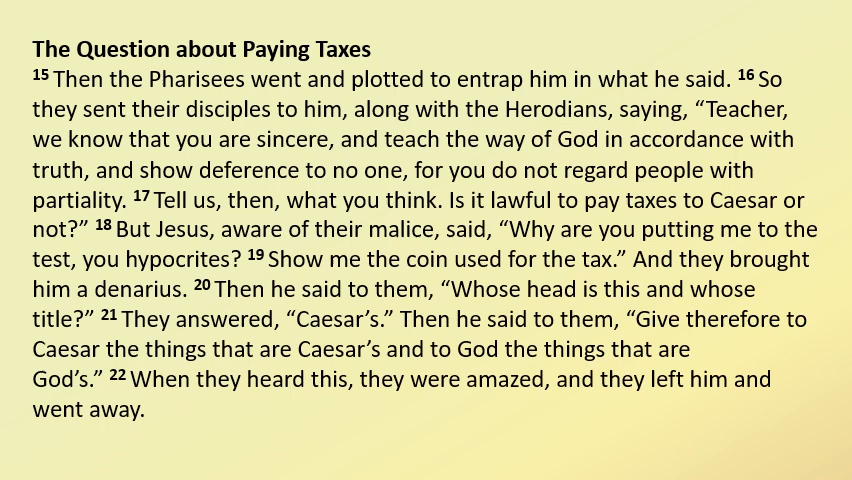 The Question about Paying Taxes
15 Then the Pharisees went and plotted to entrap him in what he said. 16 So
they sent their disciples to him, along with the Herodians, saying, “Teacher,
we know that you are sincere, and teach the way of God in accordance with
truth, and show deference to no one, for you do not regard people with
partiality. 17 Tell us, then, what you think. Is it lawful to pay taxes to Caesar or
not?” 18 But Jesus, aware of their malice, said, “Why are you putting me to the
test, you hypocrites? 19 Show me the coin used for the tax.” And they brought
him a denarius. 20 Then he said to them, “Whose head is this and whose
title?” 21 They answered, “Caesar’s.” Then he said to them, “Give therefore to
Caesar the things that are Caesar’s and to God the things that are
God’s.” 22 When they heard this, they were amazed, and they left him and
went away.